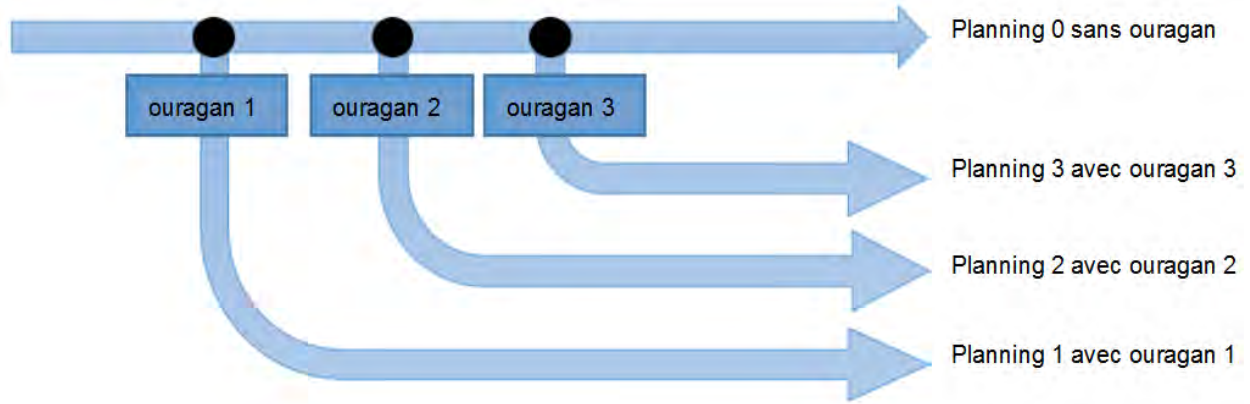 Planning 0 sans ouragan
ouragan 1
ouragan 2
ouragan 3
Planning 3 avec ouragan 3
Planning 2 avec ouragan 2
Planning 1 avec ouragan 1